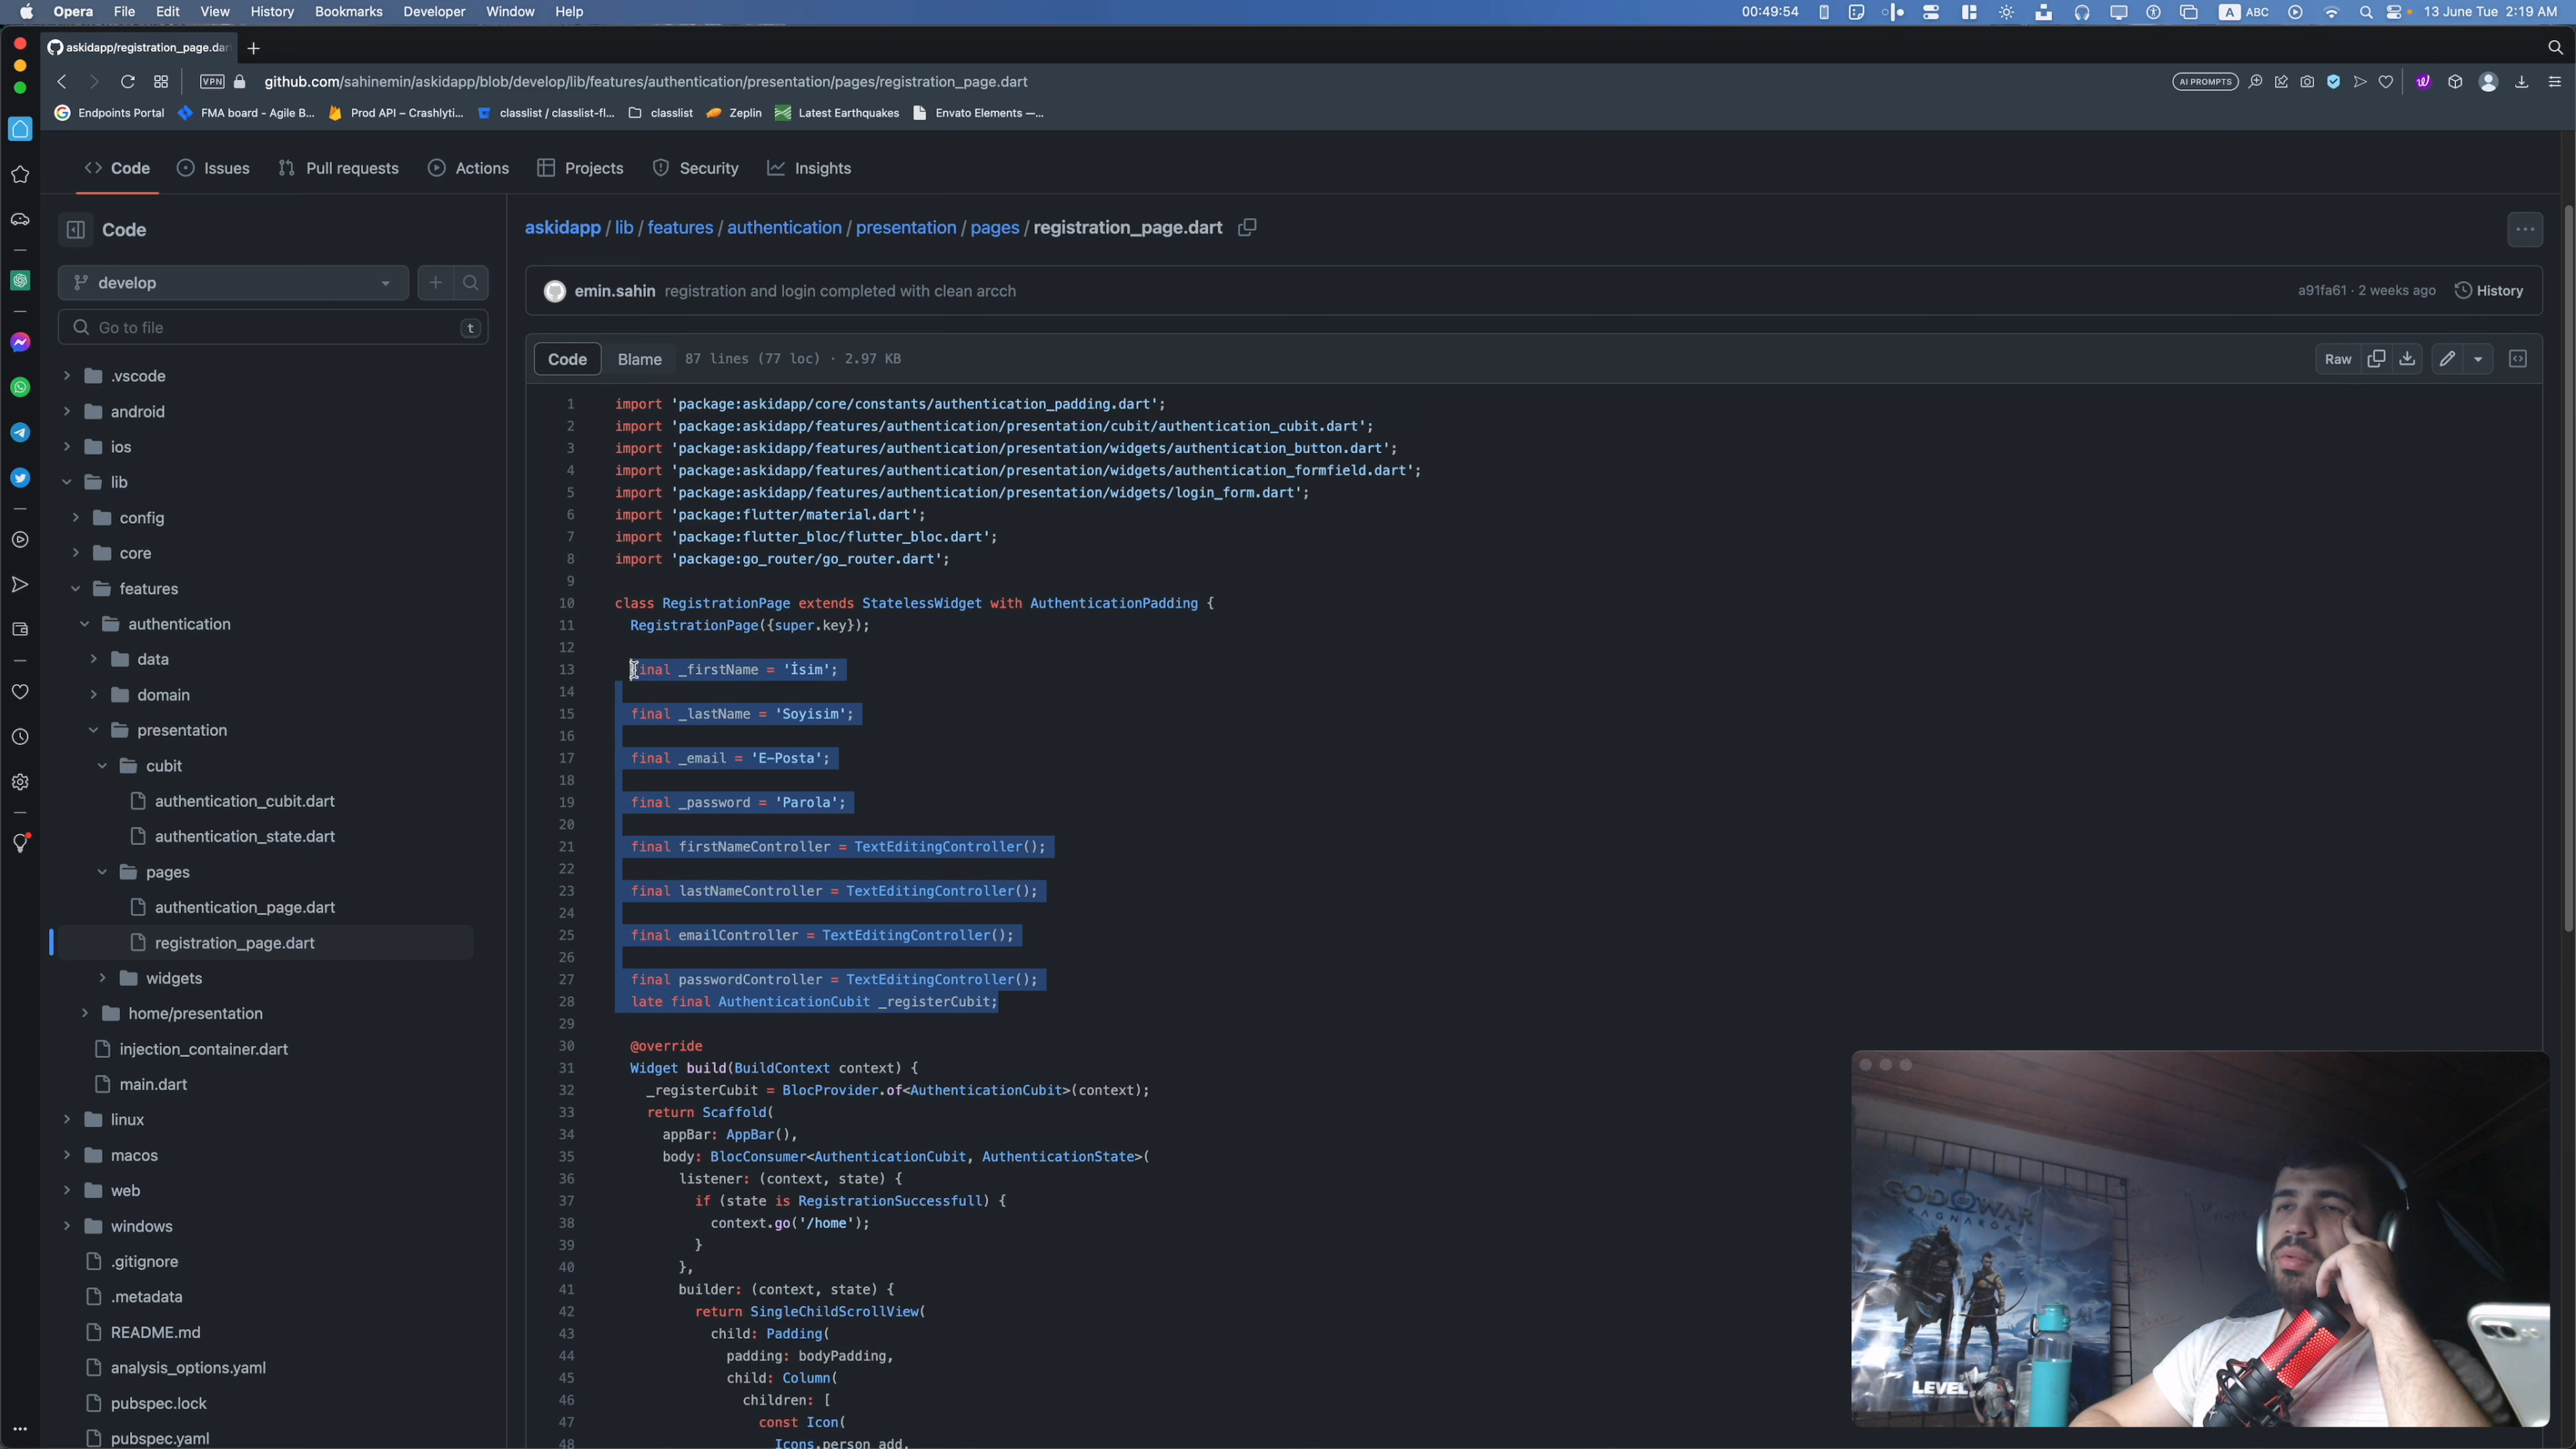 Opera File Edit View History Bookmarks Developer Window Help
00:49:54 A ABC 13 June Tue 2:19 AM
askidapp/registration_page.dar
VPN github.com/sahinemin/askidapp/blob/develop/lib/features/authentication/presentation/pages/registration_page.dart AI PROMPTS
Endpoints Portal FMA board - Agile B... Prod API – Crashlyti... classlist / classlist-fl... classlist Zeplin Latest Earthquakes Envato Elements —...
Code Issues Pull requests Actions Projects Security Insights
Code
develop
Go to file t
.vscode
android
ios
lib
config
core
features
authentication
data
domain
presentation
cubit
authentication_cubit.dart
authentication_state.dart
pages
authentication_page.dart
registration_page.dart
widgets
home/presentation
injection_container.dart
main.dart
linux
macos
web
windows
.gitignore
.metadata
README.md
analysis_options.yaml
pubspec.lock
pubspec.yaml
askidapp / lib / features / authentication / presentation / pages / registration_page.dart
emin.sahin registration and login completed with clean arcch a91fa61 · 2 weeks ago History
Code Blame 87 lines (77 loc) · 2.97 KB Raw
1 import 'package:askidapp/core/constants/authentication_padding.dart';
2 import 'package:askidapp/features/authentication/presentation/cubit/authentication_cubit.dart';
3 import 'package:askidapp/features/authentication/presentation/widgets/authentication_button.dart';
4 import 'package:askidapp/features/authentication/presentation/widgets/authentication_formfield.dart';
5 import 'package:askidapp/features/authentication/presentation/widgets/login_form.dart';
6 import 'package:flutter/material.dart';
7 import 'package:flutter_bloc/flutter_bloc.dart';
8 import 'package:go_router/go_router.dart';
9
10 class RegistrationPage extends StatelessWidget with AuthenticationPadding {
11 RegistrationPage({super.key});
12
13 final _firstName = 'İsim';
14
15 final _lastName = 'Soyisim';
16
17 final _email = 'E-Posta';
18
19 final _password = 'Parola';
20
21 final firstNameController = TextEditingController();
22
23 final lastNameController = TextEditingController();
24
25 final emailController = TextEditingController();
26
27 final passwordController = TextEditingController();
28 late final AuthenticationCubit _registerCubit;
29
30 @override
31 Widget build(BuildContext context) {
32 _registerCubit = BlocProvider.of<AuthenticationCubit>(context);
33 return Scaffold(
34 appBar: AppBar(),
35 body: BlocConsumer<AuthenticationCubit, AuthenticationState>(
36 listener: (context, state) {
37 if (state is RegistrationSuccessfull) {
38 context.go('/home');
39 }
40 },
41 builder: (context, state) {
42 return SingleChildScrollView(
43 child: Padding(
44 padding: bodyPadding,
45 child: Column(
46 children: [
47 const Icon(
48 Icons.person_add,
GOD OF WAR
RAGNARÖK
LEVEL